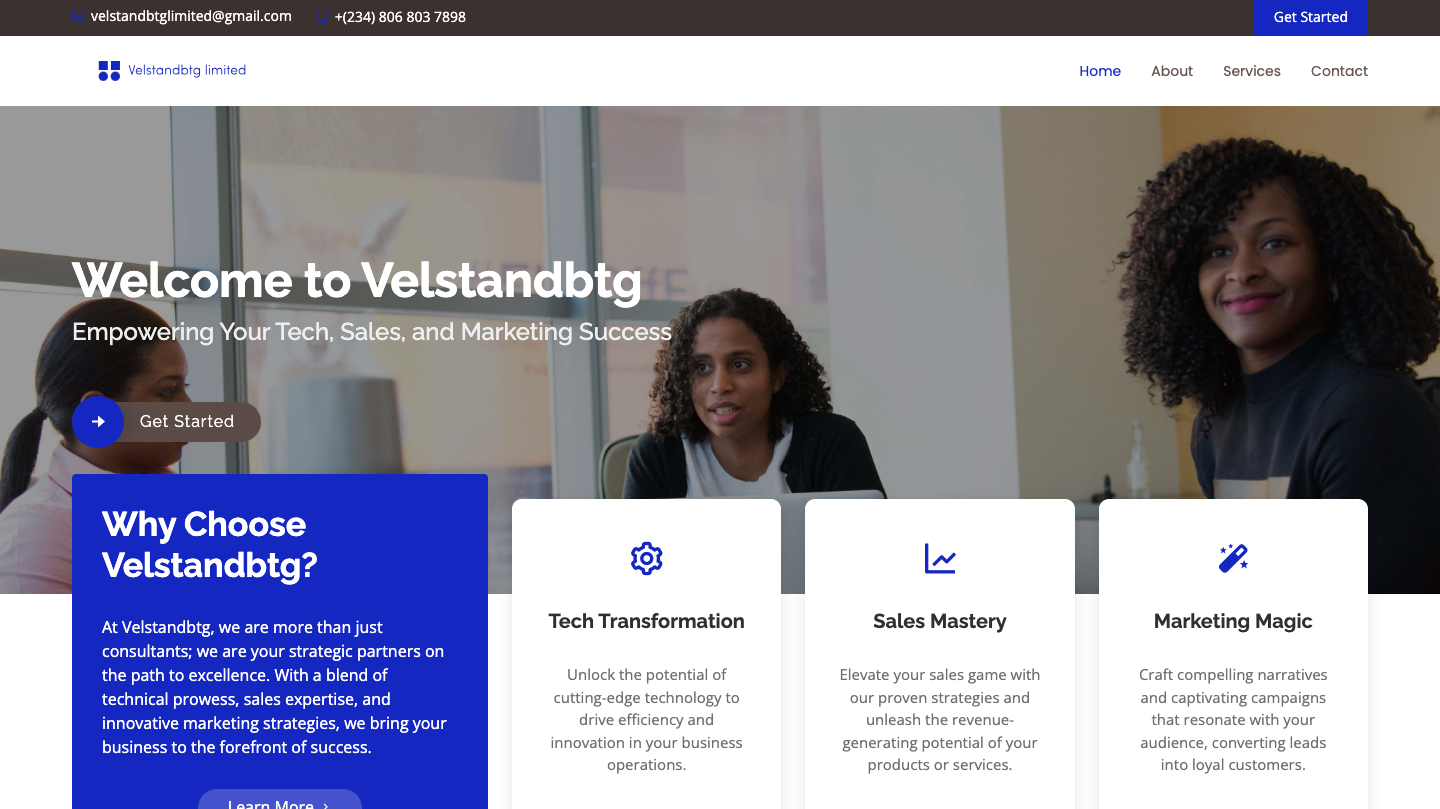 velstandbtglimited@gmail.com
+(234) 806 803 7898
Get Started
Velstandbtg limited
Home
About
Services
Contact
Welcome to Velstandbtg
Empowering Your Tech, Sales, and Marketing Success
Get Started
Why Choose
Velstandbtg?
At Velstandbtg, we are more than just
consultants; we are your strategic partners on
the path to excellence. With a blend of
technical prowess, sales expertise, and
innovative marketing strategies, we bring your
business to the forefront of success.
Learn More
Tech Transformation
Unlock the potential of
cutting-edge technology to
drive efficiency and
innovation in your business
operations.
Sales Mastery
Elevate your sales game with
our proven strategies and
unleash the revenue-
generating potential of your
products or services.
Marketing Magic
Craft compelling narratives
and captivating campaigns
that resonate with your
audience, converting leads
into loyal customers.